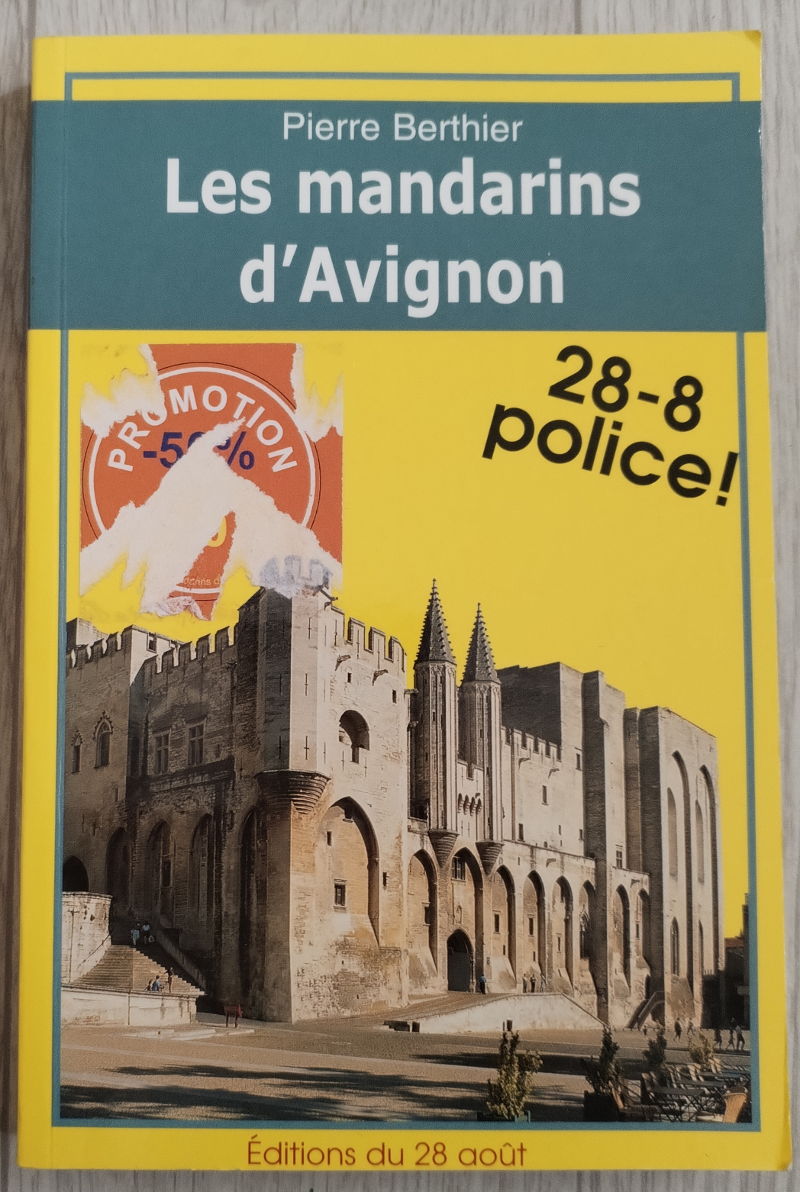 Pierre Berthier
Les mandarins
d'Avignon
28-8
police!
PROMOTION
Éditions du 28 août